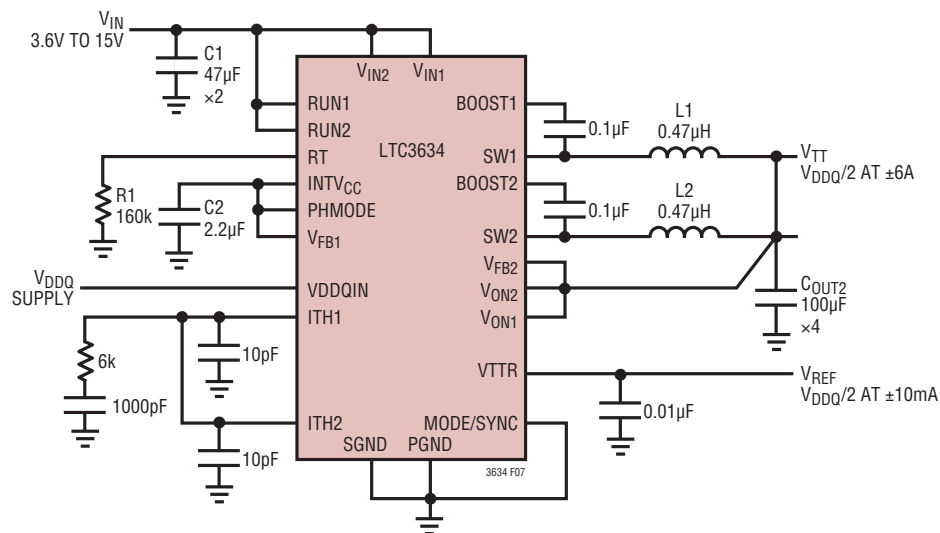 VIN
3.6V TO 15V
C1
47µF
×2
VIN2
VIN1
RUN1
RUN2
RT
INTVCC
PHMODE
VFB1
VDDQIN
ITH1
ITH2
LTC3634
BOOST1
SW1
BOOST2
SW2
VFB2
VON2
VON1
VTTR
MODE/SYNC
SGND
PGND
R1
160k
C2
2.2µF
VDDQ
SUPPLY
6k
1000pF
10pF
10pF
0.1µF
L1
0.47µH
VTT
VDDQ/2 AT ±6A
0.1µF
L2
0.47µH
COUT2
100µF
×4
VREF
VDDQ/2 AT ±10mA
0.01µF
3634 F07